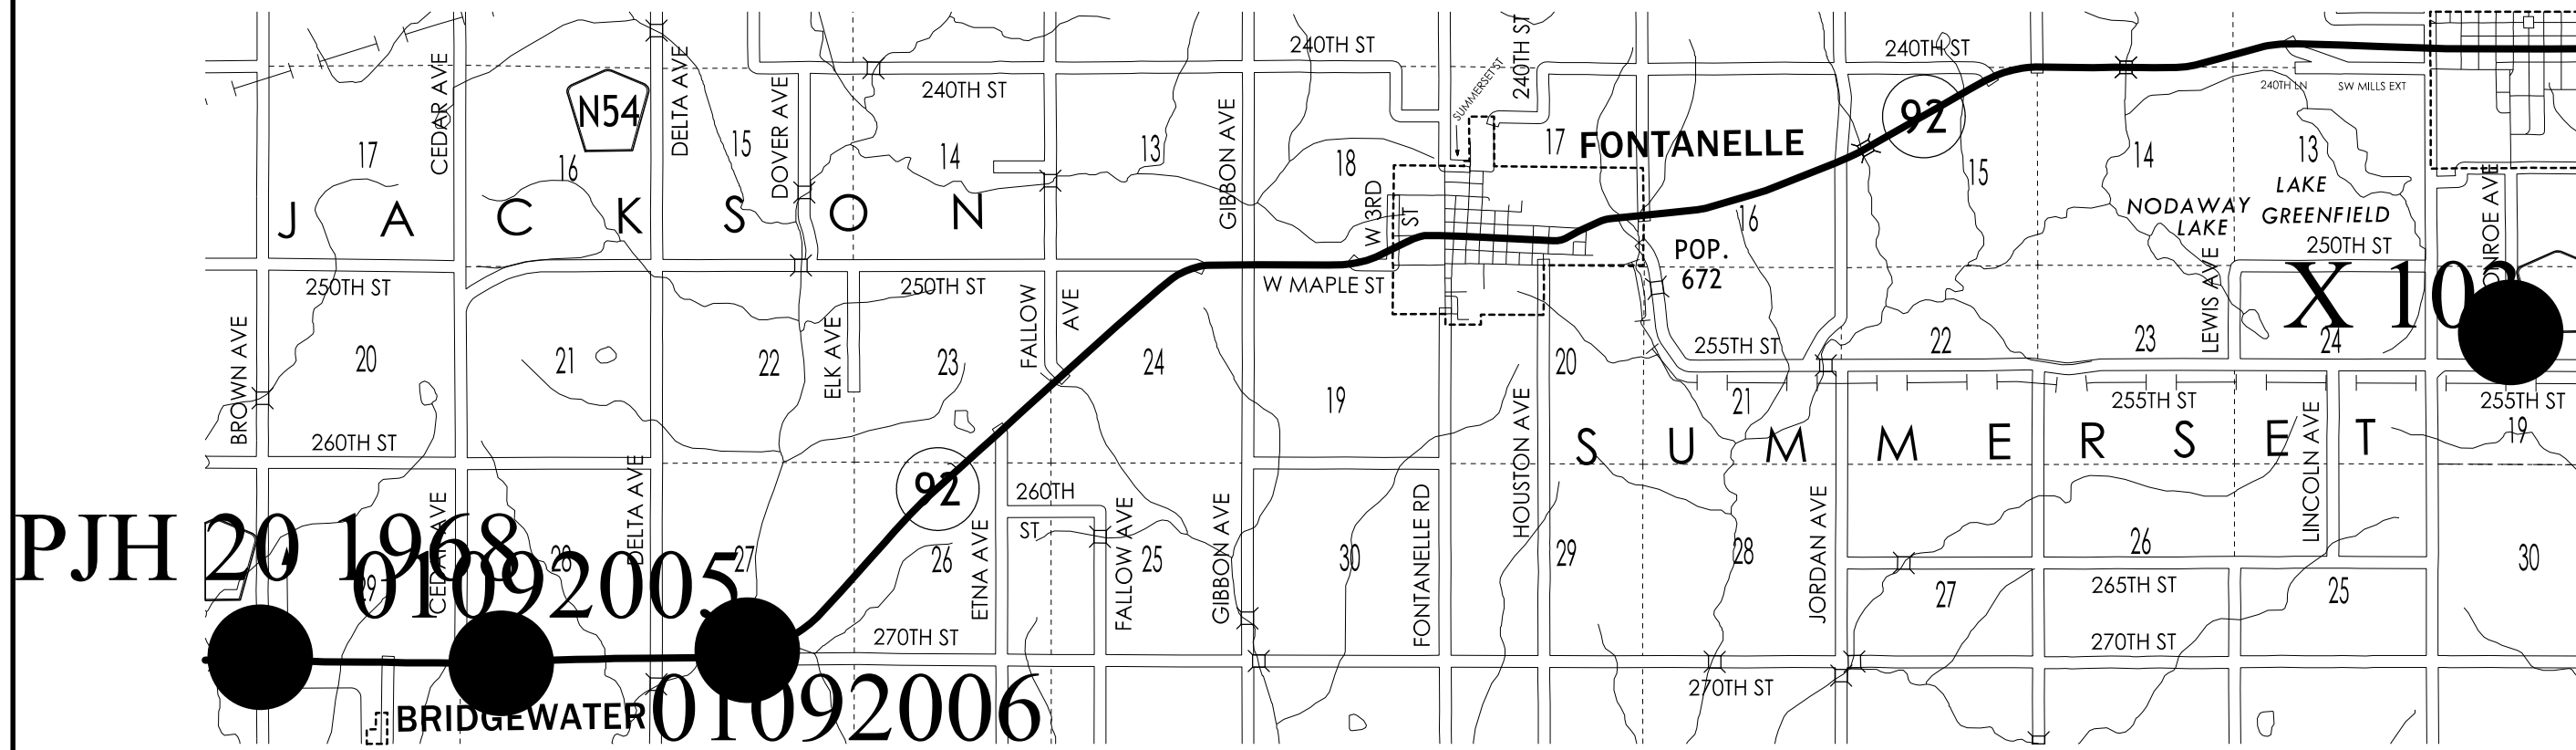 240TH ST
SUMMERSET ST
240TH ST
240TH ST
CEDAR AVE
N54
DELTA AVE
DOVER AVE
240TH ST
92
240TH LN
SW MILLS EXT
17
16
15
14
13
GIBBON AVE
18
17
FONTANELLE
15
14
13
LAKE
GREENFIELD
NODAWAY
LAKE
J A C K S O N
W 3RD
ST
16
POP.
672
250TH ST
250TH ST
250TH ST
W MAPLE ST
FALLOW
AVE
LEWIS AVE
BROWN AVE
20
21
22
ELK AVE
23
24
19
20
255TH ST
21
22
23
24
255TH ST
255TH ST
19
260TH ST
HOUSTON AVE
S U M M E R S E T
LINCOLN AVE
DELTA AVE
92
260TH
ST
ETNA AVE
FALLOW AVE
GIBBON AVE
FONTANELLE RD
JORDAN AVE
PJH 20 1968
01092005
28
27
26
25
30
29
28
27
26
25
30
265TH ST
270TH ST
270TH ST
270TH ST
BRIDGEWATER
01092006